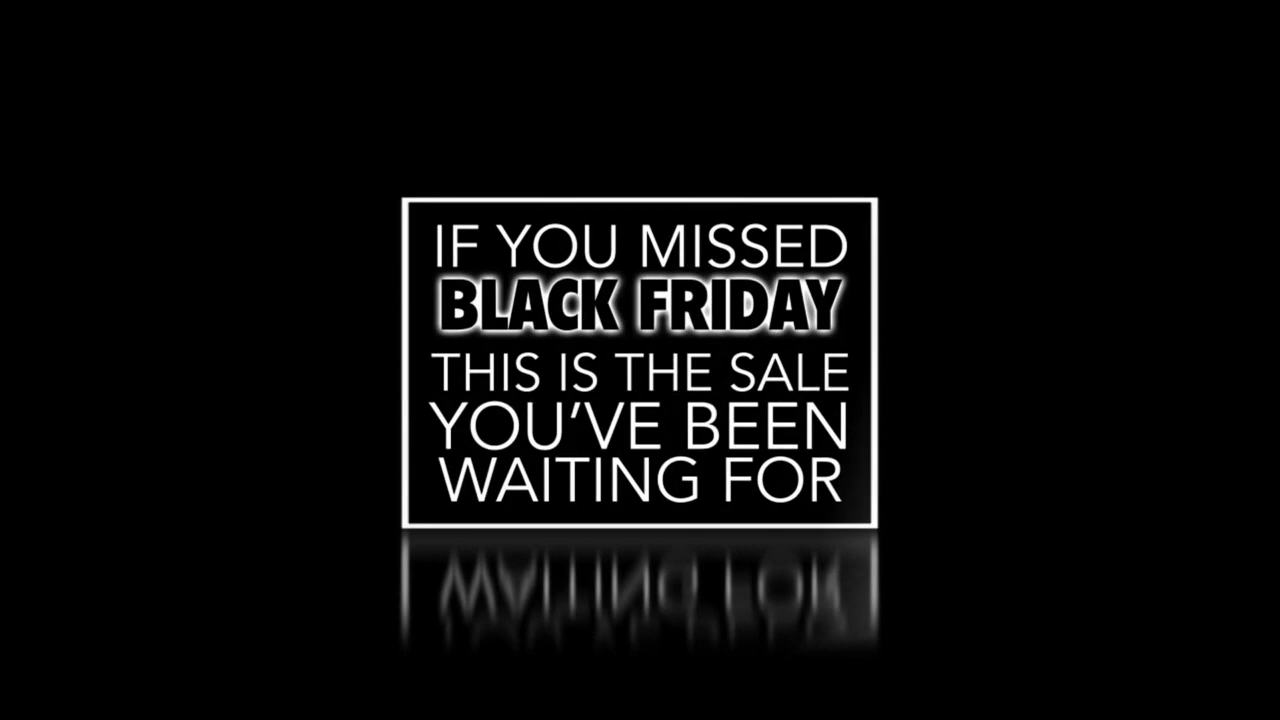 IF YOU MISSED
BLACK FRIDAY
THIS IS THE SALE
YOU'VE BEEN
WAITING FOR